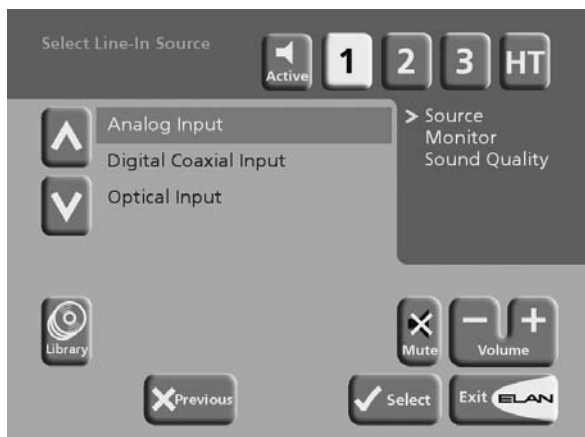 Select Line-In Source
Active
1
2
3
HT
Analog Input
Digital Coaxial Input
Optical Input
> Source
Monitor
Sound Quality
Library
Mute
Volume
Previous
Select
Exit ELAN